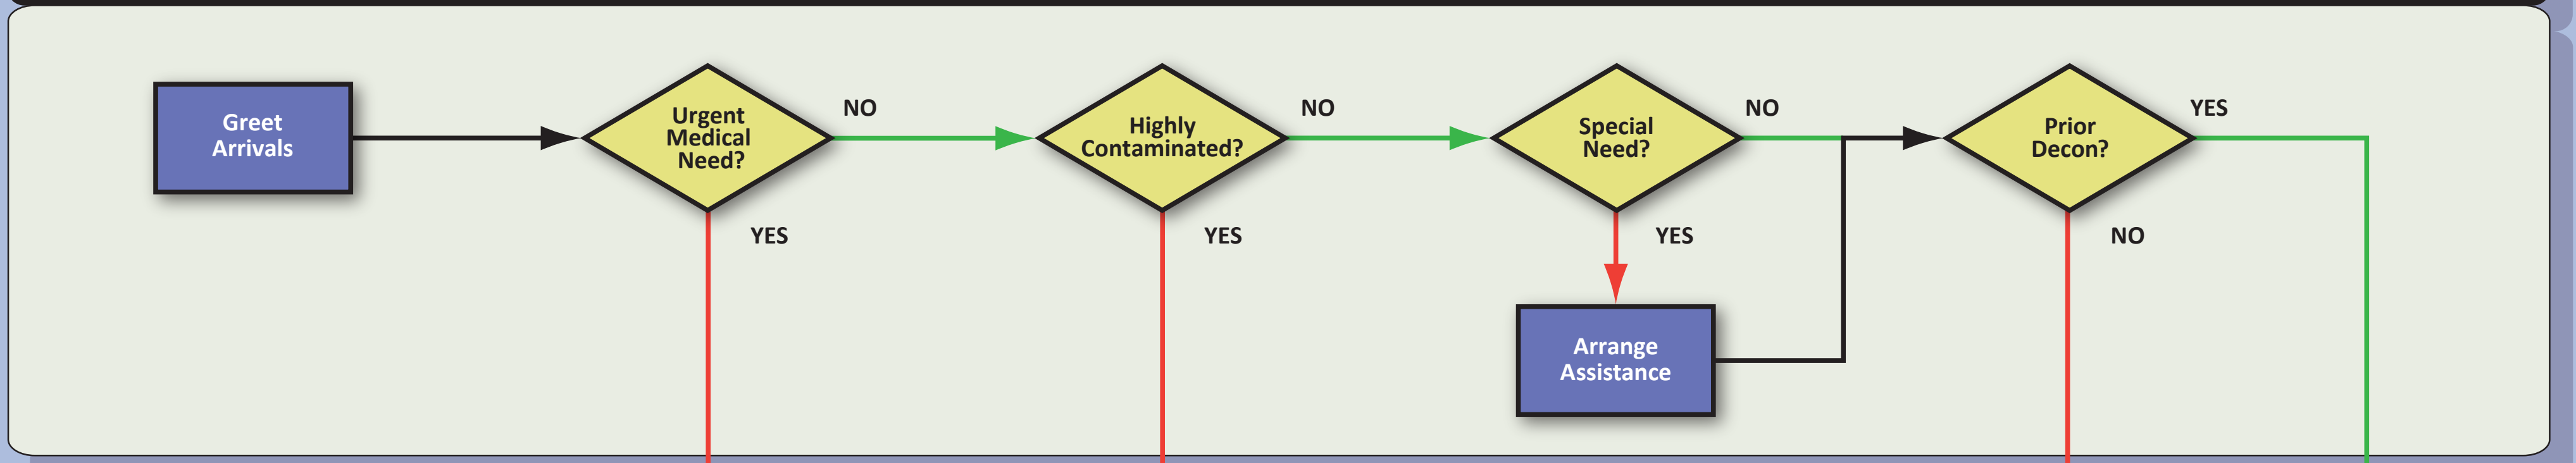 Greet
Arrivals
Urgent
Medical
Need?
NO
YES
Highly
Contaminated?
NO
YES
Special
Need?
NO
YES
Arrange
Assistance
Prior
Decon?
YES
NO